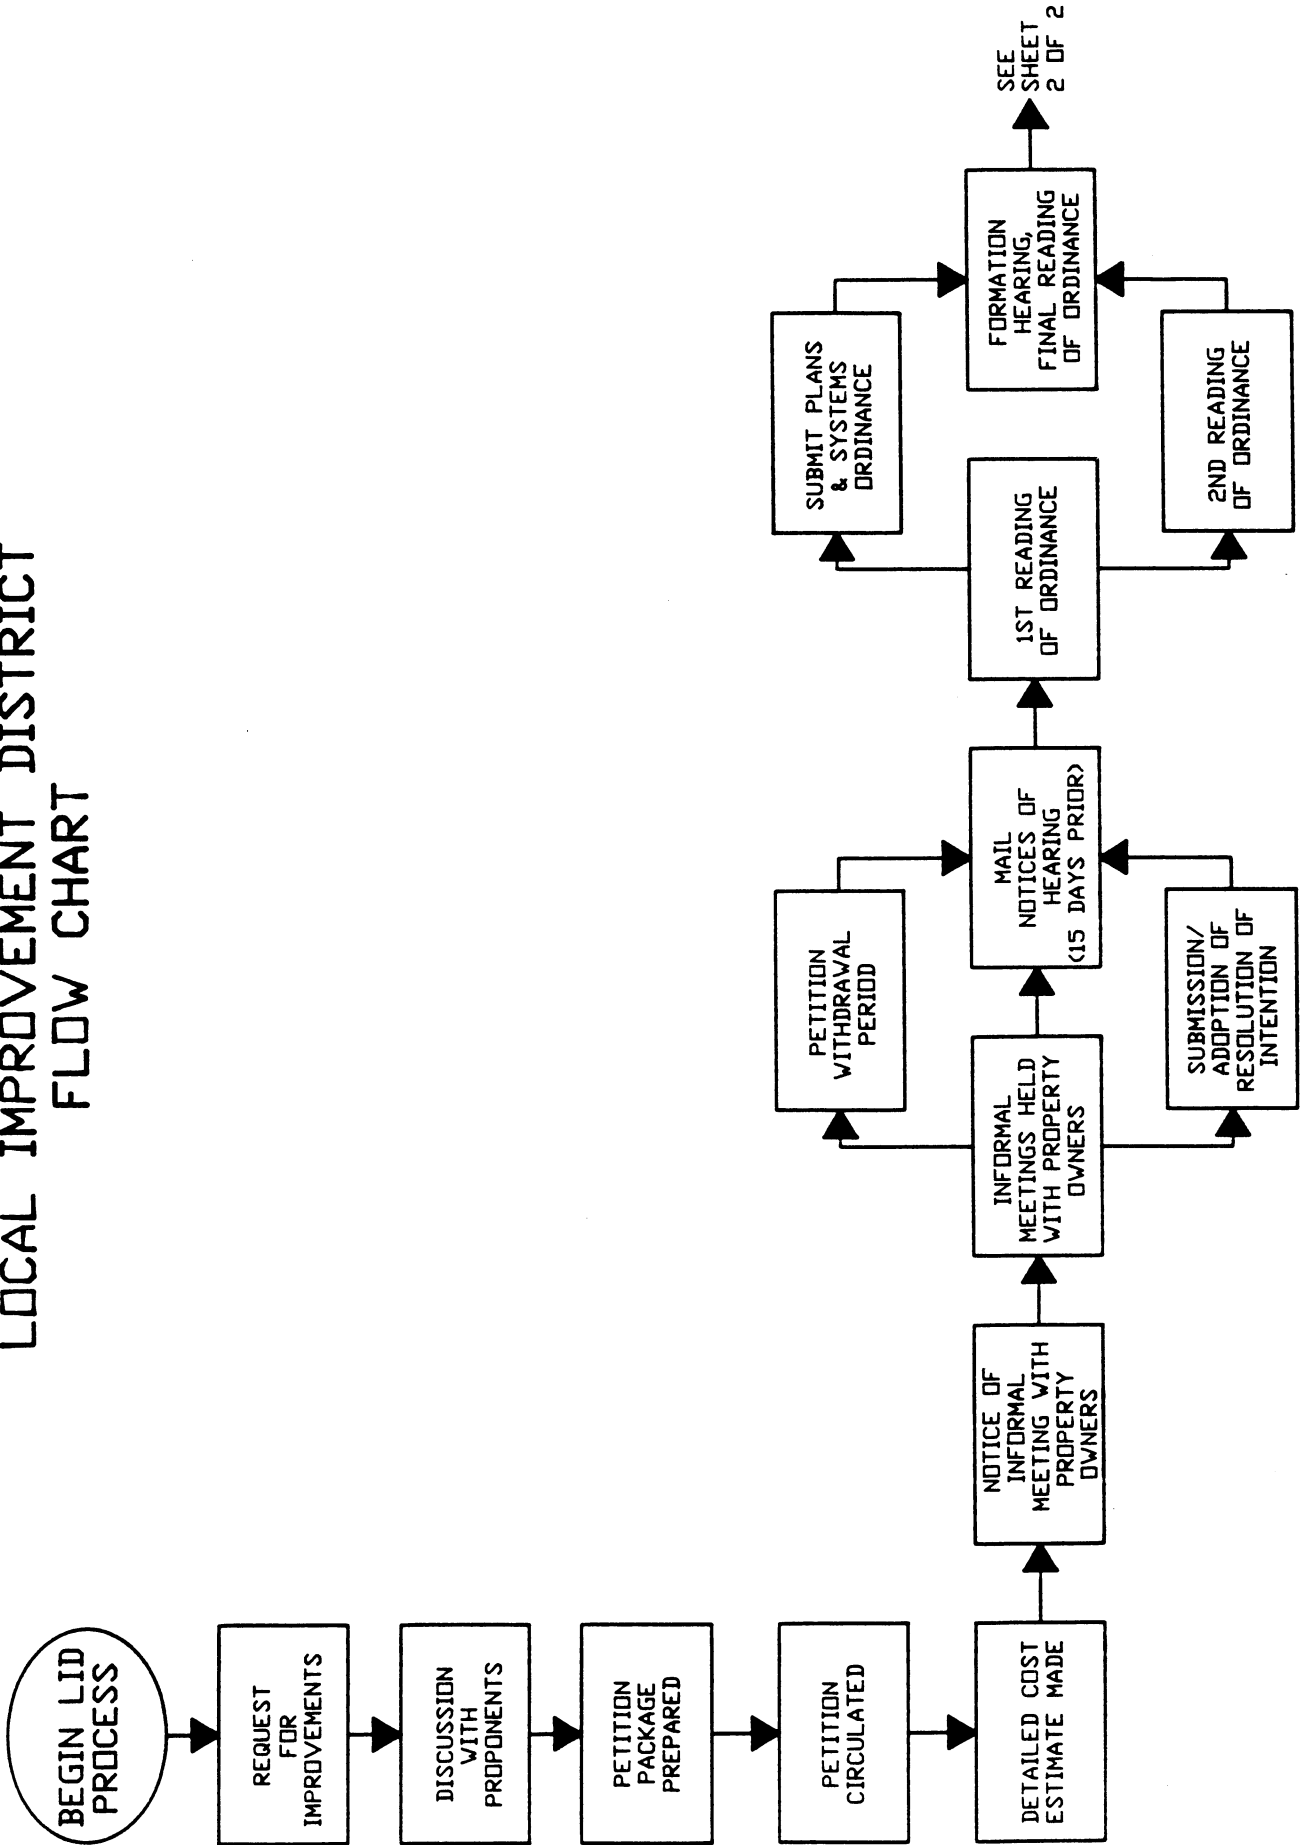 LOCAL IMPROVEMENT DISTRICT
FLOW CHART
BEGIN LID
PROCESS
REQUEST
FOR
IMPROVEMENTS
DISCUSSION
WITH
PROPONENTS
PETITION
PACKAGE
PREPARED
PETITION
CIRCULATED
DETAILED COST
ESTIMATE MADE
NOTICE OF
INFORMAL
MEETING WITH
PROPERTY
OWNERS
INFORMAL
MEETINGS HELD
WITH PROPERTY
OWNERS
PETITION
WITHDRAWAL
PERIOD
SUBMISSION/
ADOPTION OF
RESOLUTION OF
INTENTION
MAIL
NOTICES OF
HEARING
(15 DAYS PRIOR)
1ST READING
OF ORDINANCE
SUBMIT PLANS
& SYSTEMS
ORDINANCE
2ND READING
OF ORDINANCE
FORMATION
HEARING,
FINAL READING
OF ORDINANCE
SEE
SHEET
2 OF 2